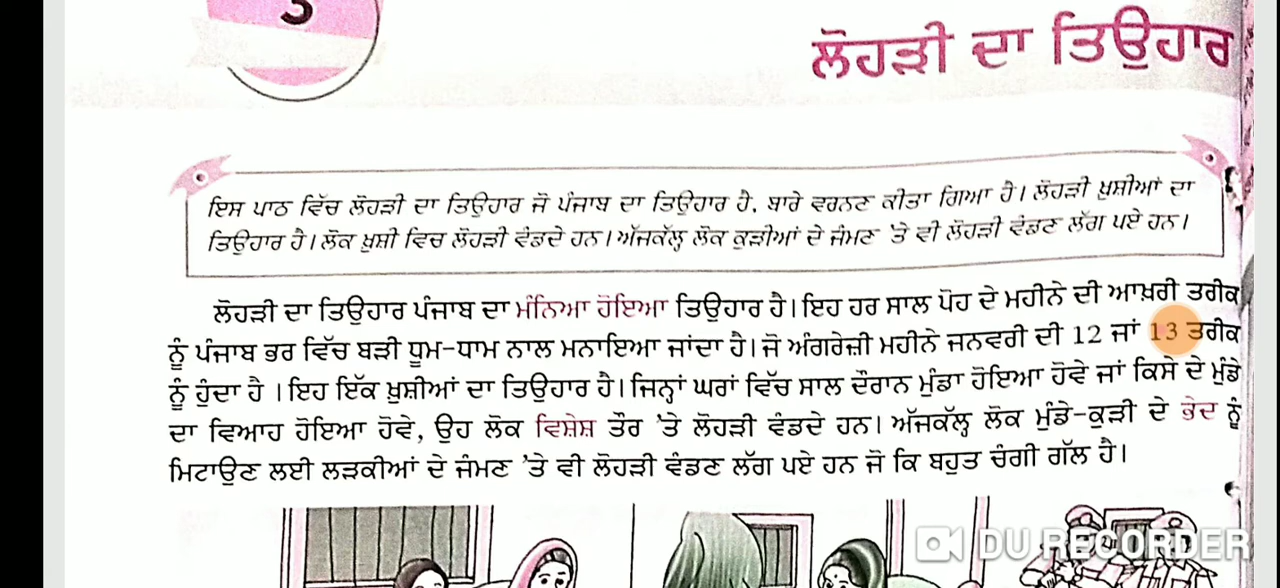 3
ਲੋਹੜੀ ਦਾ ਤਿਉਹਾਰ
ਇਸ ਪਾਠ ਵਿੱਚ ਲੋਹੜੀ ਦਾ ਤਿਉਹਾਰ ਜੋ ਪੰਜਾਬ ਦਾ ਤਿਉਹਾਰ ਹੈ, ਬਾਰੇ ਵਰਨਣ ਕੀਤਾ ਗਿਆ ਹੈ। ਲੋਹੜੀ ਖ਼ੁਸ਼ੀਆਂ ਦਾ
ਤਿਉਹਾਰ ਹੈ। ਲੋਕ ਖ਼ੁਸ਼ੀ ਵਿਚ ਲੋਹੜੀ ਵੰਡਦੇ ਹਨ। ਅੱਜਕੱਲ੍ਹ ਲੋਕ ਕੁੜੀਆਂ ਦੇ ਜੰਮਣ 'ਤੇ ਵੀ ਲੋਹੜੀ ਵੰਡਣ ਲੱਗ ਪਏ ਹਨ।
ਲੋਹੜੀ ਦਾ ਤਿਉਹਾਰ ਪੰਜਾਬ ਦਾ ਮੰਨਿਆ ਹੋਇਆ ਤਿਉਹਾਰ ਹੈ। ਇਹ ਹਰ ਸਾਲ ਪੋਹ ਦੇ ਮਹੀਨੇ ਦੀ ਆਖ਼ਰੀ ਤਰੀਕ
ਨੂੰ ਪੰਜਾਬ ਭਰ ਵਿੱਚ ਬੜੀ ਧੂਮ-ਧਾਮ ਨਾਲ ਮਨਾਇਆ ਜਾਂਦਾ ਹੈ। ਜੋ ਅੰਗਰੇਜ਼ੀ ਮਹੀਨੇ ਜਨਵਰੀ ਦੀ 12 ਜਾਂ 13 ਤਰੀਕ
ਨੂੰ ਹੁੰਦਾ ਹੈ । ਇਹ ਇੱਕ ਖ਼ੁਸ਼ੀਆਂ ਦਾ ਤਿਉਹਾਰ ਹੈ। ਜਿਨ੍ਹਾਂ ਘਰਾਂ ਵਿੱਚ ਸਾਲ ਦੌਰਾਨ ਮੁੰਡਾ ਹੋਇਆ ਹੋਵੇ ਜਾਂ ਕਿਸੇ ਦੇ ਮੁੰਡੇ
ਦਾ ਵਿਆਹ ਹੋਇਆ ਹੋਵੇ, ਉਹ ਲੋਕ ਵਿਸ਼ੇਸ਼ ਤੌਰ 'ਤੇ ਲੋਹੜੀ ਵੰਡਦੇ ਹਨ। ਅੱਜਕੱਲ੍ਹ ਲੋਕ ਮੁੰਡੇ-ਕੁੜੀ ਦੇ ਭੇਦ ਨੂੰ
ਮਿਟਾਉਣ ਲਈ ਲੜਕੀਆਂ ਦੇ ਜੰਮਣ 'ਤੇ ਵੀ ਲੋਹੜੀ ਵੰਡਣ ਲੱਗ ਪਏ ਹਨ ਜੋ ਕਿ ਬਹੁਤ ਚੰਗੀ ਗੱਲ ਹੈ।
DU RECORDER